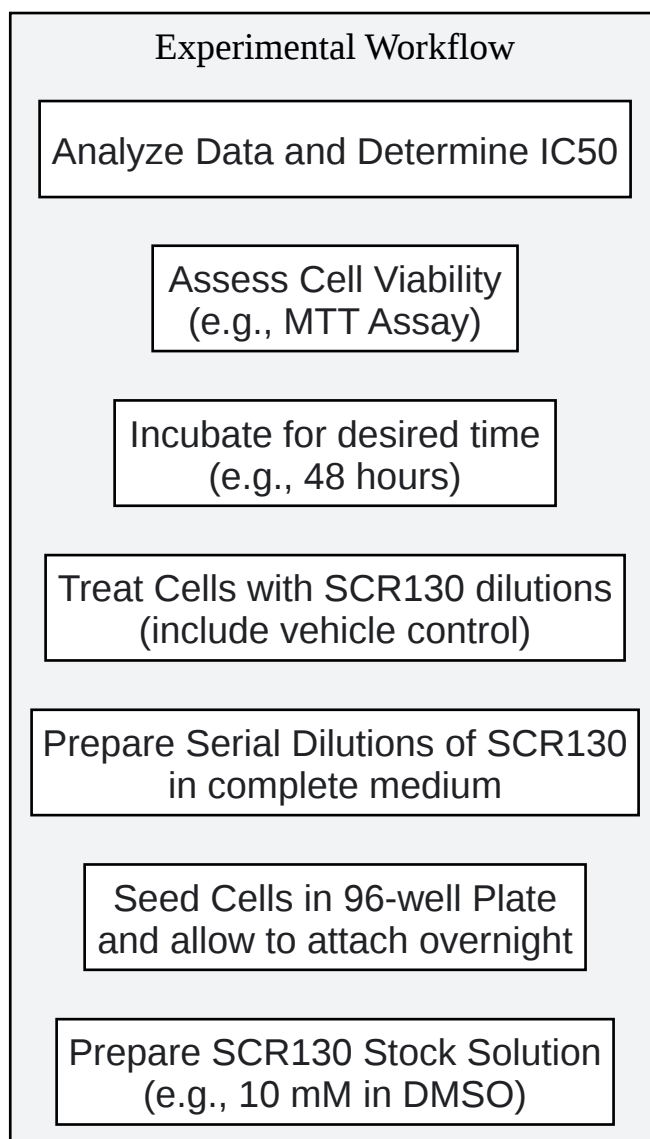 Experimental Workflow
Analyze Data and Determine IC50
Assess Cell Viability
(e.g., MTT Assay)
Incubate for desired time
(e.g., 48 hours)
Treat Cells with SCR130 dilutions
(include vehicle control)
Prepare Serial Dilutions of SCR130
in complete medium
Seed Cells in 96-well Plate
and allow to attach overnight
Prepare SCR130 Stock Solution
(e.g., 10 mM in DMSO)